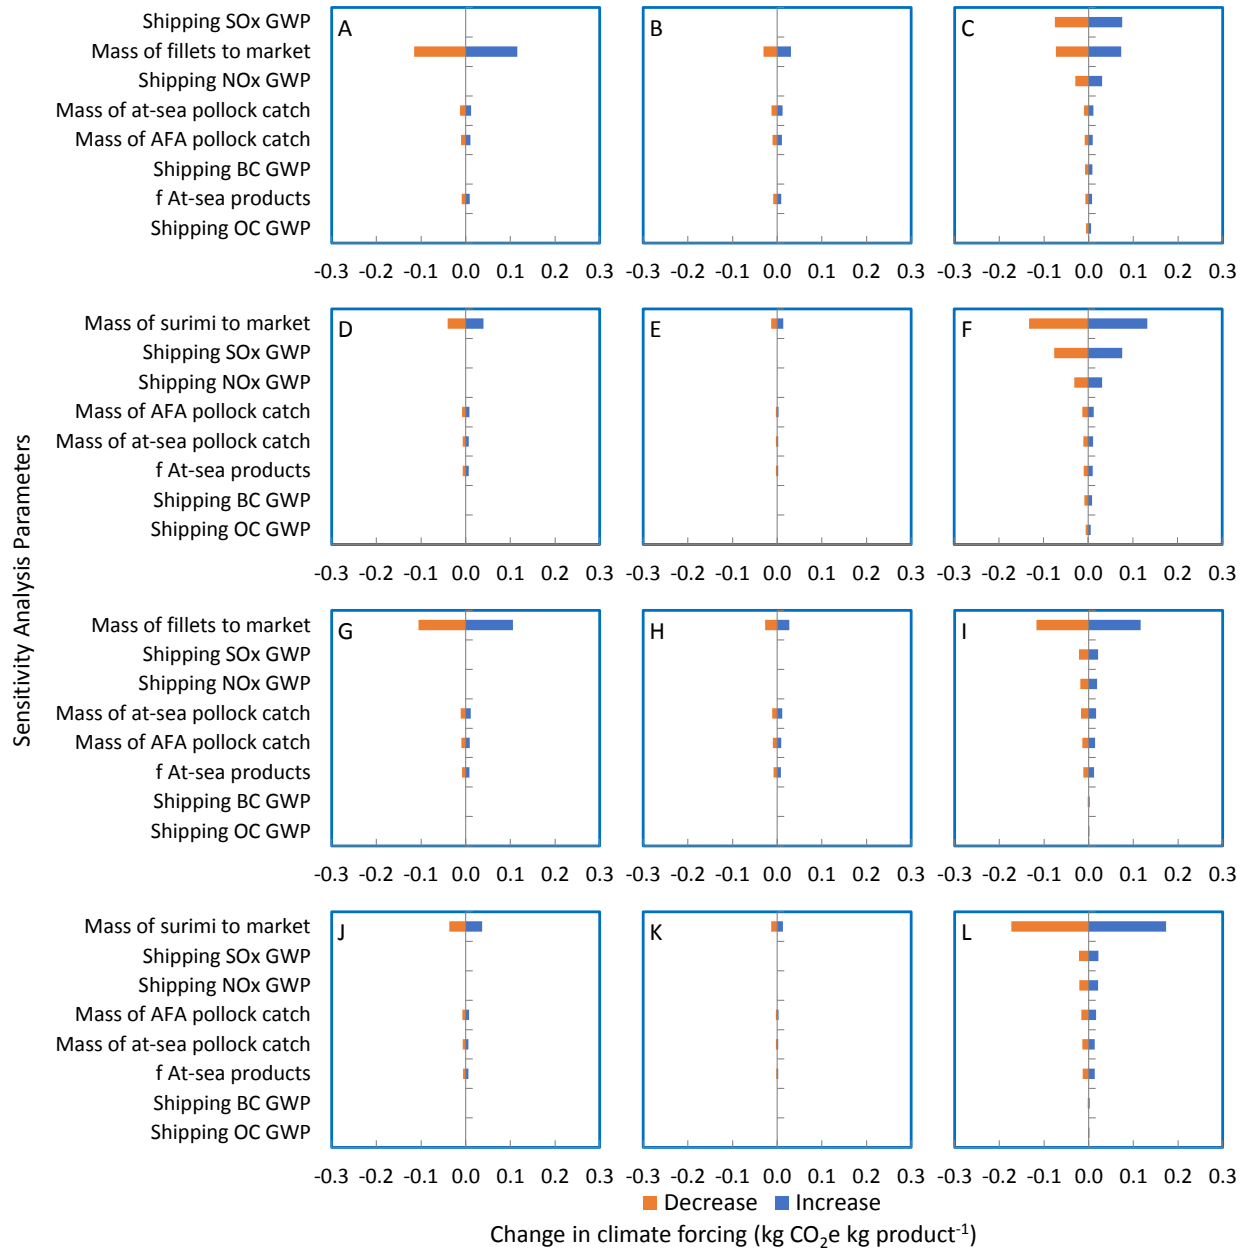 Sensitivity Analysis Parameters
Shipping SOx GWP
Mass of fillets to market
Shipping NOx GWP
Mass of at-sea pollock catch
Mass of AFA pollock catch
Shipping BC GWP
f At-sea products
Shipping OC GWP
A
B
C
-0.3 -0.2 -0.1 0.0 0.1 0.2 0.3
-0.3 -0.2 -0.1 0.0 0.1 0.2 0.3
-0.3 -0.2 -0.1 0.0 0.1 0.2 0.3
Mass of surimi to market
Shipping SOx GWP
Shipping NOx GWP
Mass of AFA pollock catch
Mass of at-sea pollock catch
f At-sea products
Shipping BC GWP
Shipping OC GWP
D
E
F
-0.3 -0.2 -0.1 0.0 0.1 0.2 0.3
-0.3 -0.2 -0.1 0.0 0.1 0.2 0.3
-0.3 -0.2 -0.1 0.0 0.1 0.2 0.3
Mass of fillets to market
Shipping SOx GWP
Shipping NOx GWP
Mass of at-sea pollock catch
Mass of AFA pollock catch
f At-sea products
Shipping BC GWP
Shipping OC GWP
G
H
I
-0.3 -0.2 -0.1 0.0 0.1 0.2 0.3
-0.3 -0.2 -0.1 0.0 0.1 0.2 0.3
-0.3 -0.2 -0.1 0.0 0.1 0.2 0.3
Mass of surimi to market
Shipping SOx GWP
Shipping NOx GWP
Mass of AFA pollock catch
Mass of at-sea pollock catch
f At-sea products
Shipping BC GWP
Shipping OC GWP
J
K
L
-0.3 -0.2 -0.1 0.0 0.1 0.2 0.3
-0.3 -0.2 -0.1 0.0 0.1 0.2 0.3
-0.3 -0.2 -0.1 0.0 0.1 0.2 0.3
Decrease Increase
Change in climate forcing (kg CO₂e kg product⁻¹)